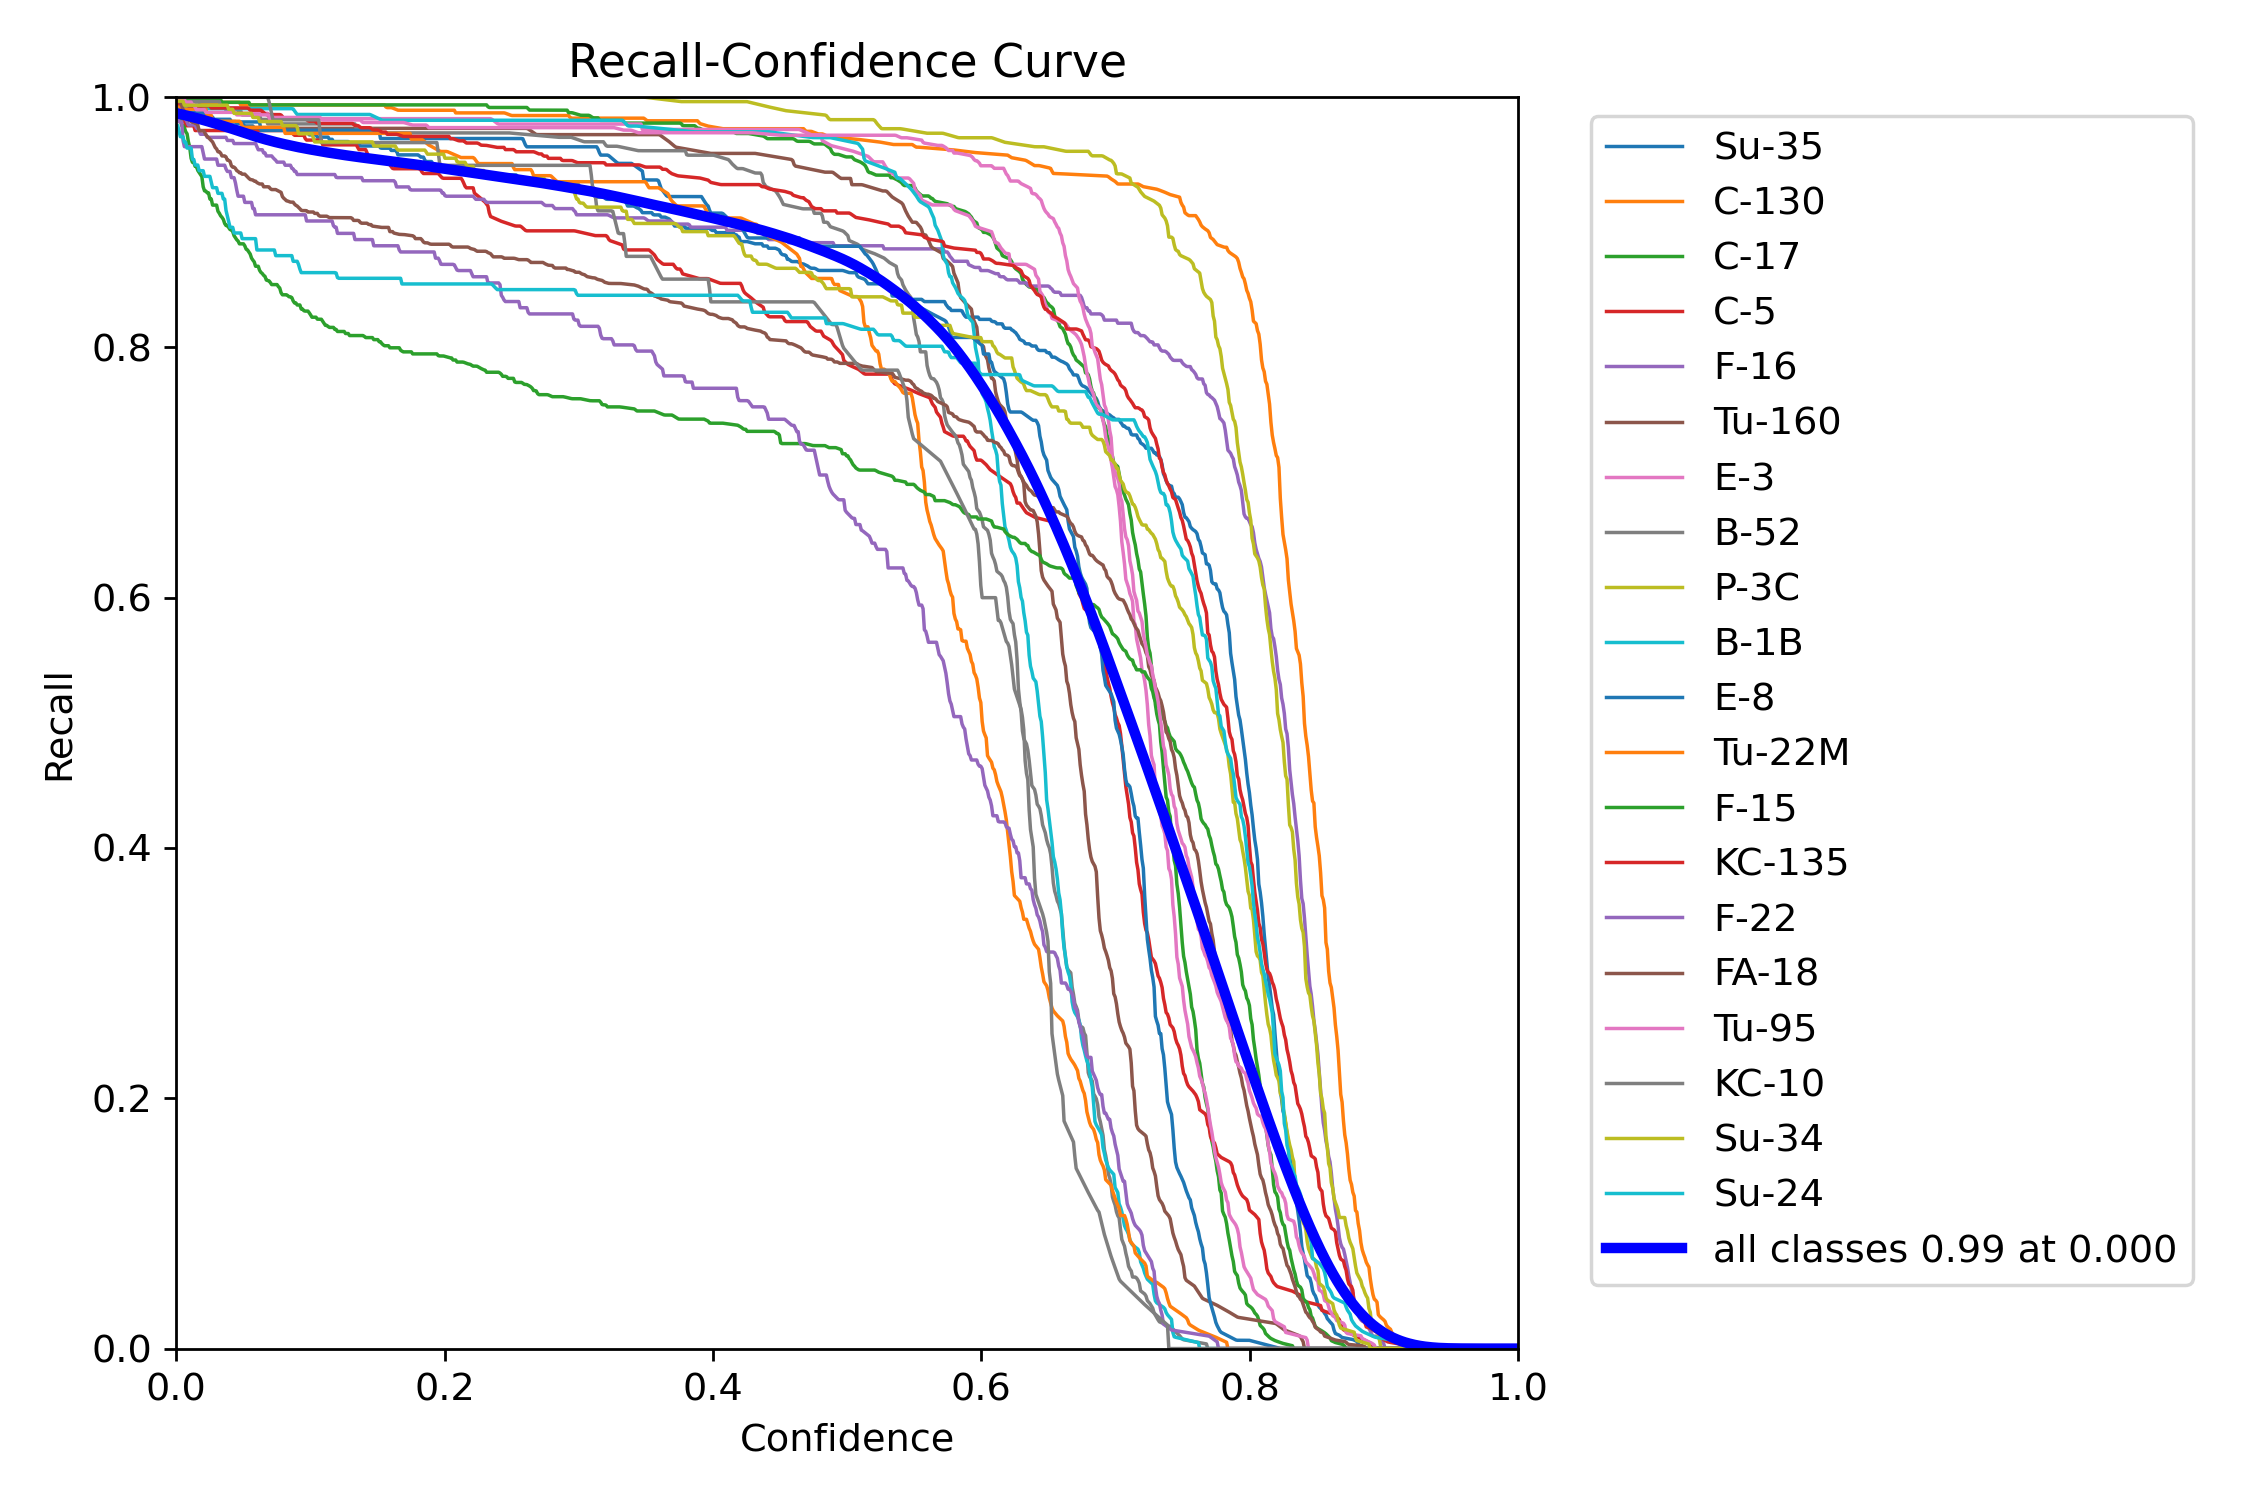 Recall-Confidence Curve
1.0
0.8
0.6
0.4
0.2
0.0
Recall
0.0 0.2 0.4 0.6 0.8 1.0
Confidence
Su-35
C-130
C-17
C-5
F-16
Tu-160
E-3
B-52
P-3C
B-1B
E-8
Tu-22M
F-15
KC-135
F-22
FA-18
Tu-95
KC-10
Su-34
Su-24
all classes 0.99 at 0.000